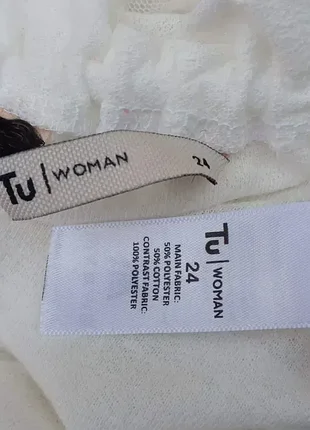 Tu | WOMAN
24
Tu | WOMAN
24
MAIN FABRIC:
50% POLYESTER
50% COTTON
CONTRAST FABRIC:
100% POLYESTER